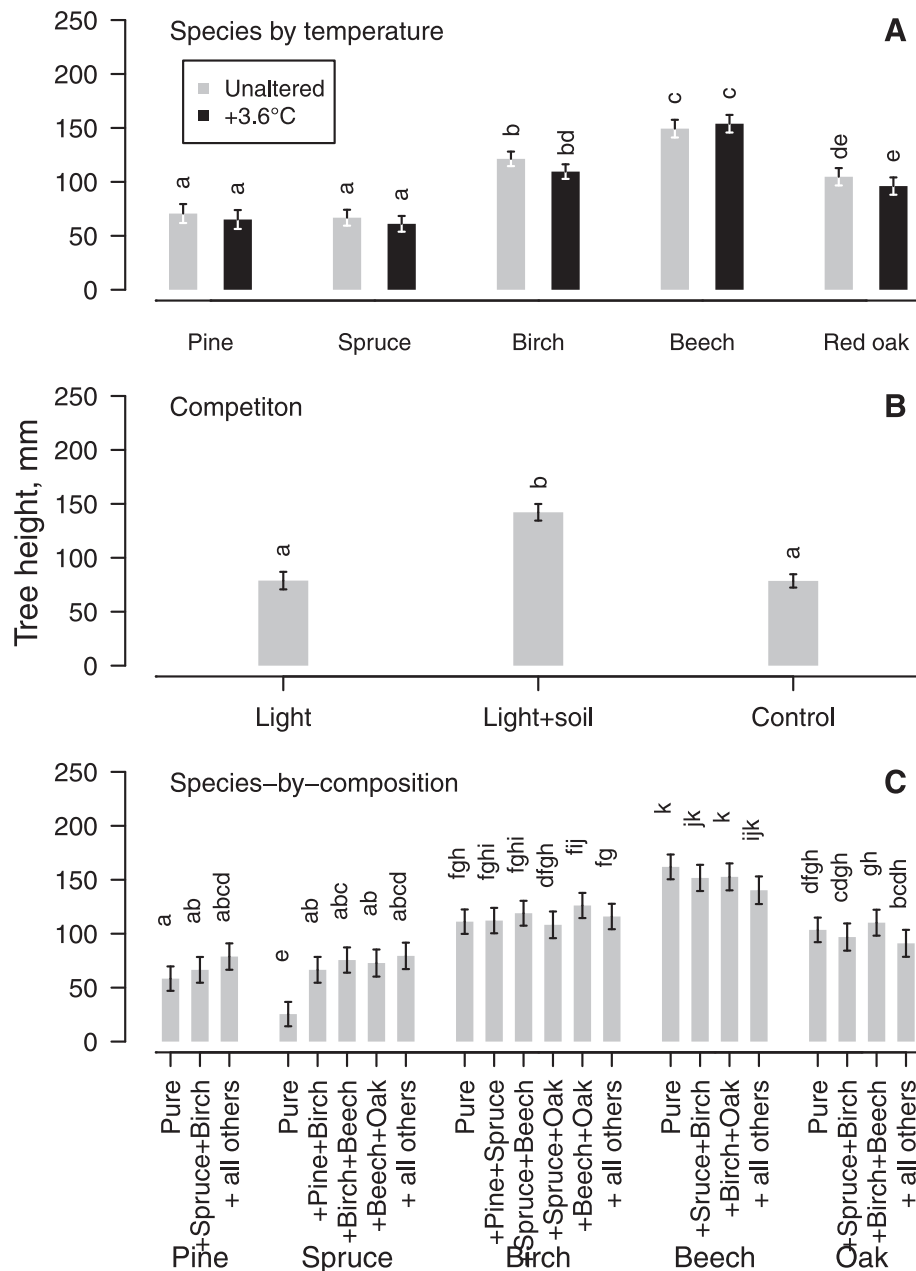 Species by temperature
A
Unaltered
+3.6°C
250
200
150
100
50
0
a
a
a
a
b
bd
c
c
de
e
Pine
Spruce
Birch
Beech
Red oak
Tree height, mm
Competiton
B
250
200
150
100
50
0
a
b
a
Light
Light+soil
Control
Species–by–composition
C
250
200
150
100
50
0
a
ab
abcd
e
ab
abc
ab
abcd
fgh
fghi
fghi
dfgh
fij
fg
k
jk
k
ijk
dfgh
cdgh
gh
bcdh
Pure
+Spruce+Birch
+ all others
Pure
+Pine+Birch
+Birch+Beech
+Beech+Oak
+ all others
Pure
+Pine+Spruce
+Spruce+Beech
+Spruce+Oak
+Beech+Oak
+ all others
Pure
+Sruce+Birch
+Birch+Oak
+ all others
Pure
+Spruce+Birch
+Birch+Beech
+ all others
Pine
Spruce
Birch
Beech
Oak